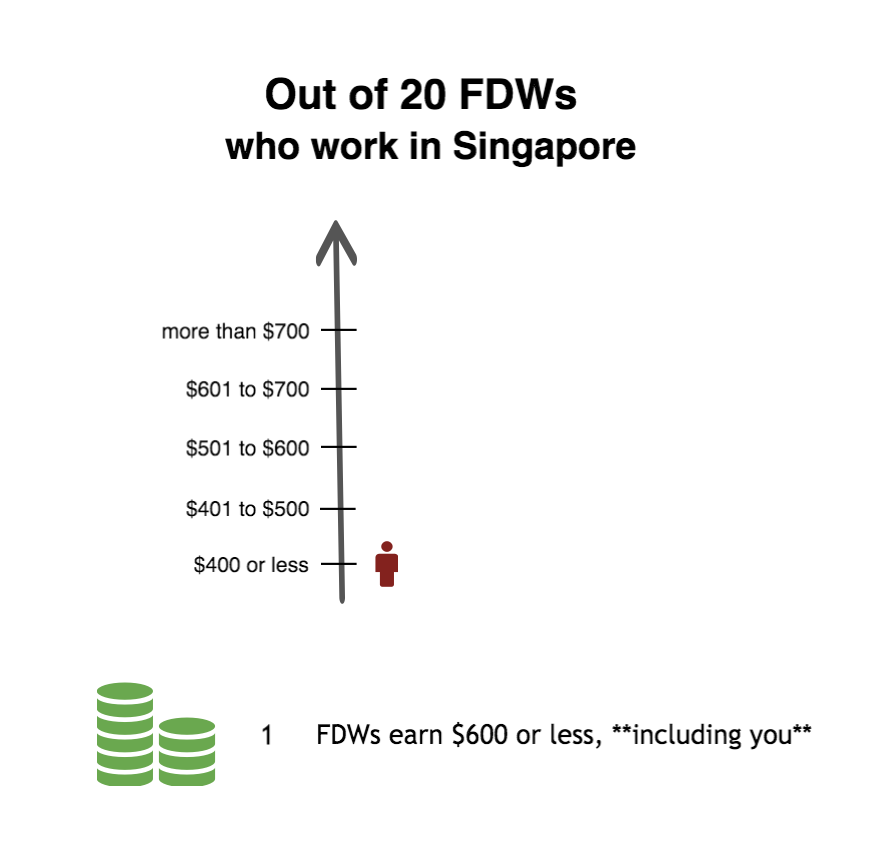 Out of 20 FDWs
who work in Singapore
more than $700
$601 to $700
$501 to $600
$401 to $500
$400 or less
1 FDWs earn $600 or less, **including you**